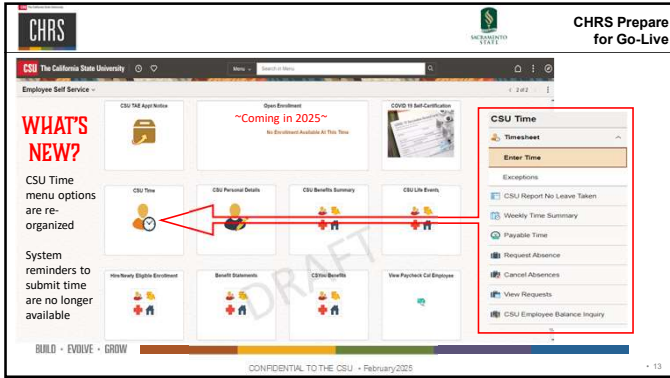 The California State University
CHRS
SACRAMENTO
STATE
CHRS Prepare
for Go-Live
CSU The California State University
Menu
Search in Menu
Employee Self Service
2 of 2
WHAT'S
NEW?
CSU Time
menu options
are re-
organized
System
reminders to
submit time
are no longer
available
CSU TAE Appt Notice
Open Enrollment
~Coming in 2025~
No Enrollment Available At This Time
COVID 19 Self-Certification
CSU Time
CSU Personal Details
CSU Benefits Summary
CSU Life Events
Hire/Newly Eligible Enrollment
Benefit Statements
CSYou Benefits
View Paycheck Cal Employee
DRAFT
CSU Time
Timesheet
Enter Time
Exceptions
CSU Report No Leave Taken
Weekly Time Summary
Payable Time
Request Absence
Cancel Absences
View Requests
CSU Employee Balance Inquiry
BUILD • EVOLVE • GROW
CONFIDENTIAL TO THE CSU • February2025
• 13